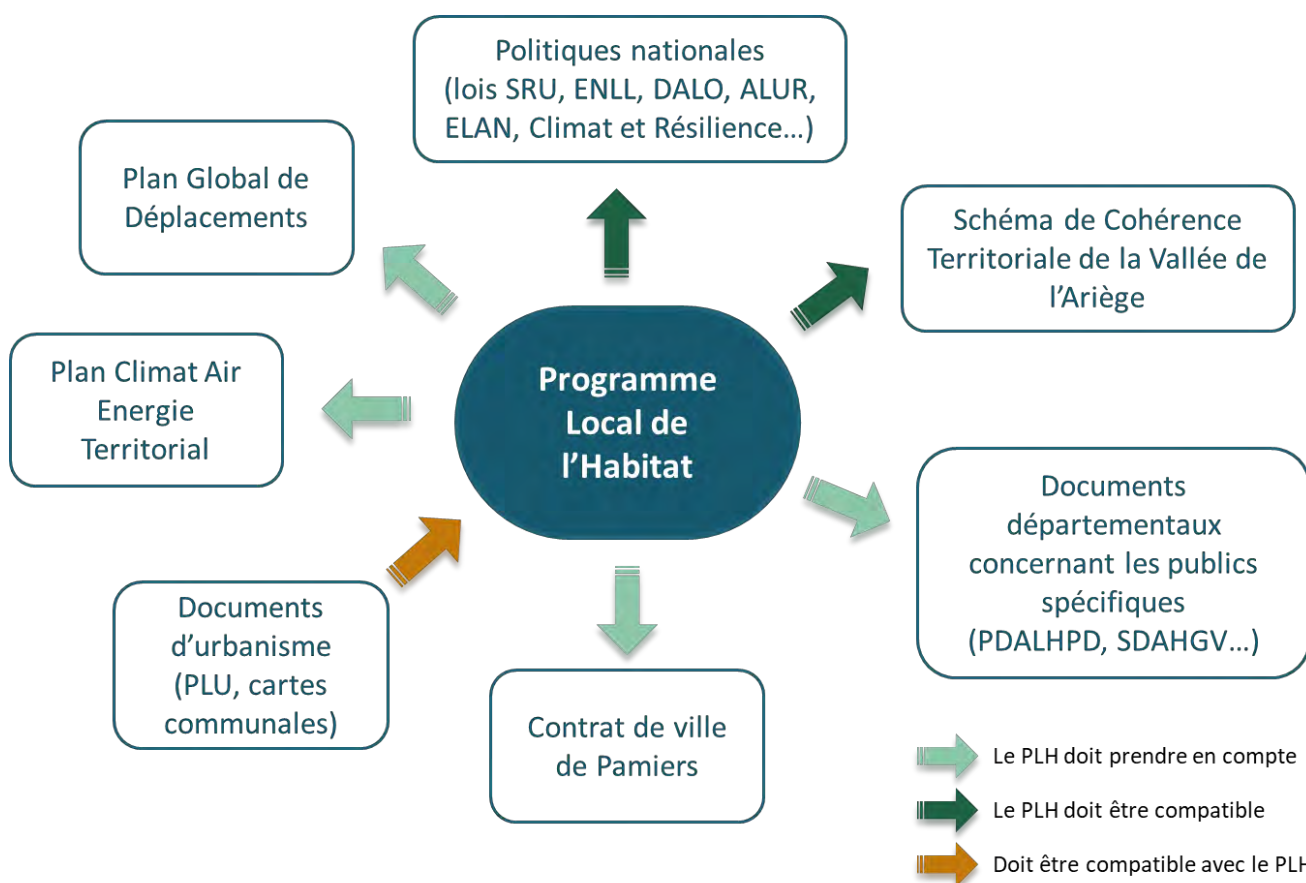 Politiques nationales
(lois SRU, ENLL, DALO, ALUR,
ELAN, Climat et Résilience...)
Plan Global de
Déplacements
Schéma de Cohérence
Territoriale de la Vallée de
l'Ariège
Programme
Local de
l'Habitat
Plan Climat Air
Energie
Territorial
Documents
départementaux
concernant les publics
spécifiques
(PDALHPD, SDAHGV...)
Documents
d'urbanisme
(PLU, cartes
communales)
Contrat de ville
de Pamiers
Le PLH doit prendre en compte
Le PLH doit être compatible
Doit être compatible avec le PLH